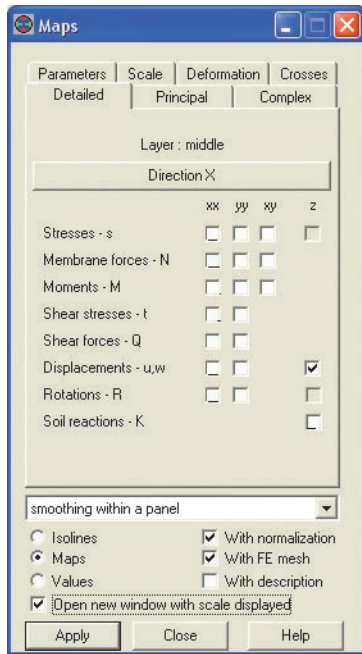 Maps
Parameters Scale Deformation Crosses
Detailed Principal Complex
Layer : middle
Direction X
xx yy xy z
Stresses - s
Membrane forces - N
Moments - M
Shear stresses - t
Shear forces - Q
Displacements - u,w
Rotations - R
Soil reactions - K
smoothing within a panel
Isolines With normalization
Maps With FE mesh
Values With description
Open new window with scale displayed
Apply Close Help